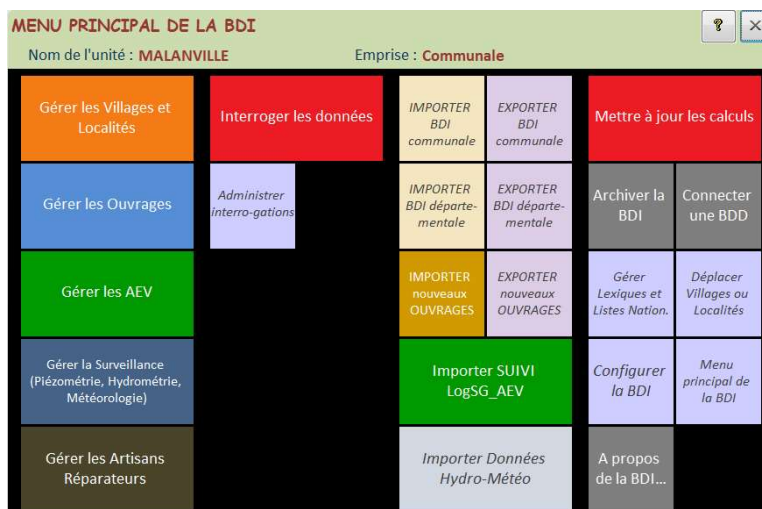 MENU PRINCIPAL DE LA BDI
?
Nom de l'unité : MALANVILLE
Emprise : Communale
Gérer les Villages et
Localités
Interroger les données
IMPORTER
BDI
communale
EXPORTER
BDI
communale
Mettre à jour les calculs
Gérer les Ouvrages
Administrer
interro-gations
IMPORTER
BDI départe-
mentale
EXPORTER
BDI départe-
mentale
Archiver la
BDI
Connecter
une BDD
Gérer les AEV
IMPORTER
nouveaux
OUVRAGES
EXPORTER
nouveaux
OUVRAGES
Gérer
Lexiques et
Listes Nation.
Déplacer
Villages ou
Localités
Gérer la Surveillance
(Piézométrie, Hydrométrie,
Météorologie)
Importer SUIVI
LogSG_AEV
Configurer
la BDI
Menu
principal de
la BDI
Gérer les Artisans
Réparateurs
Importer Données
Hydro-Météo
A propos
de la BDI...